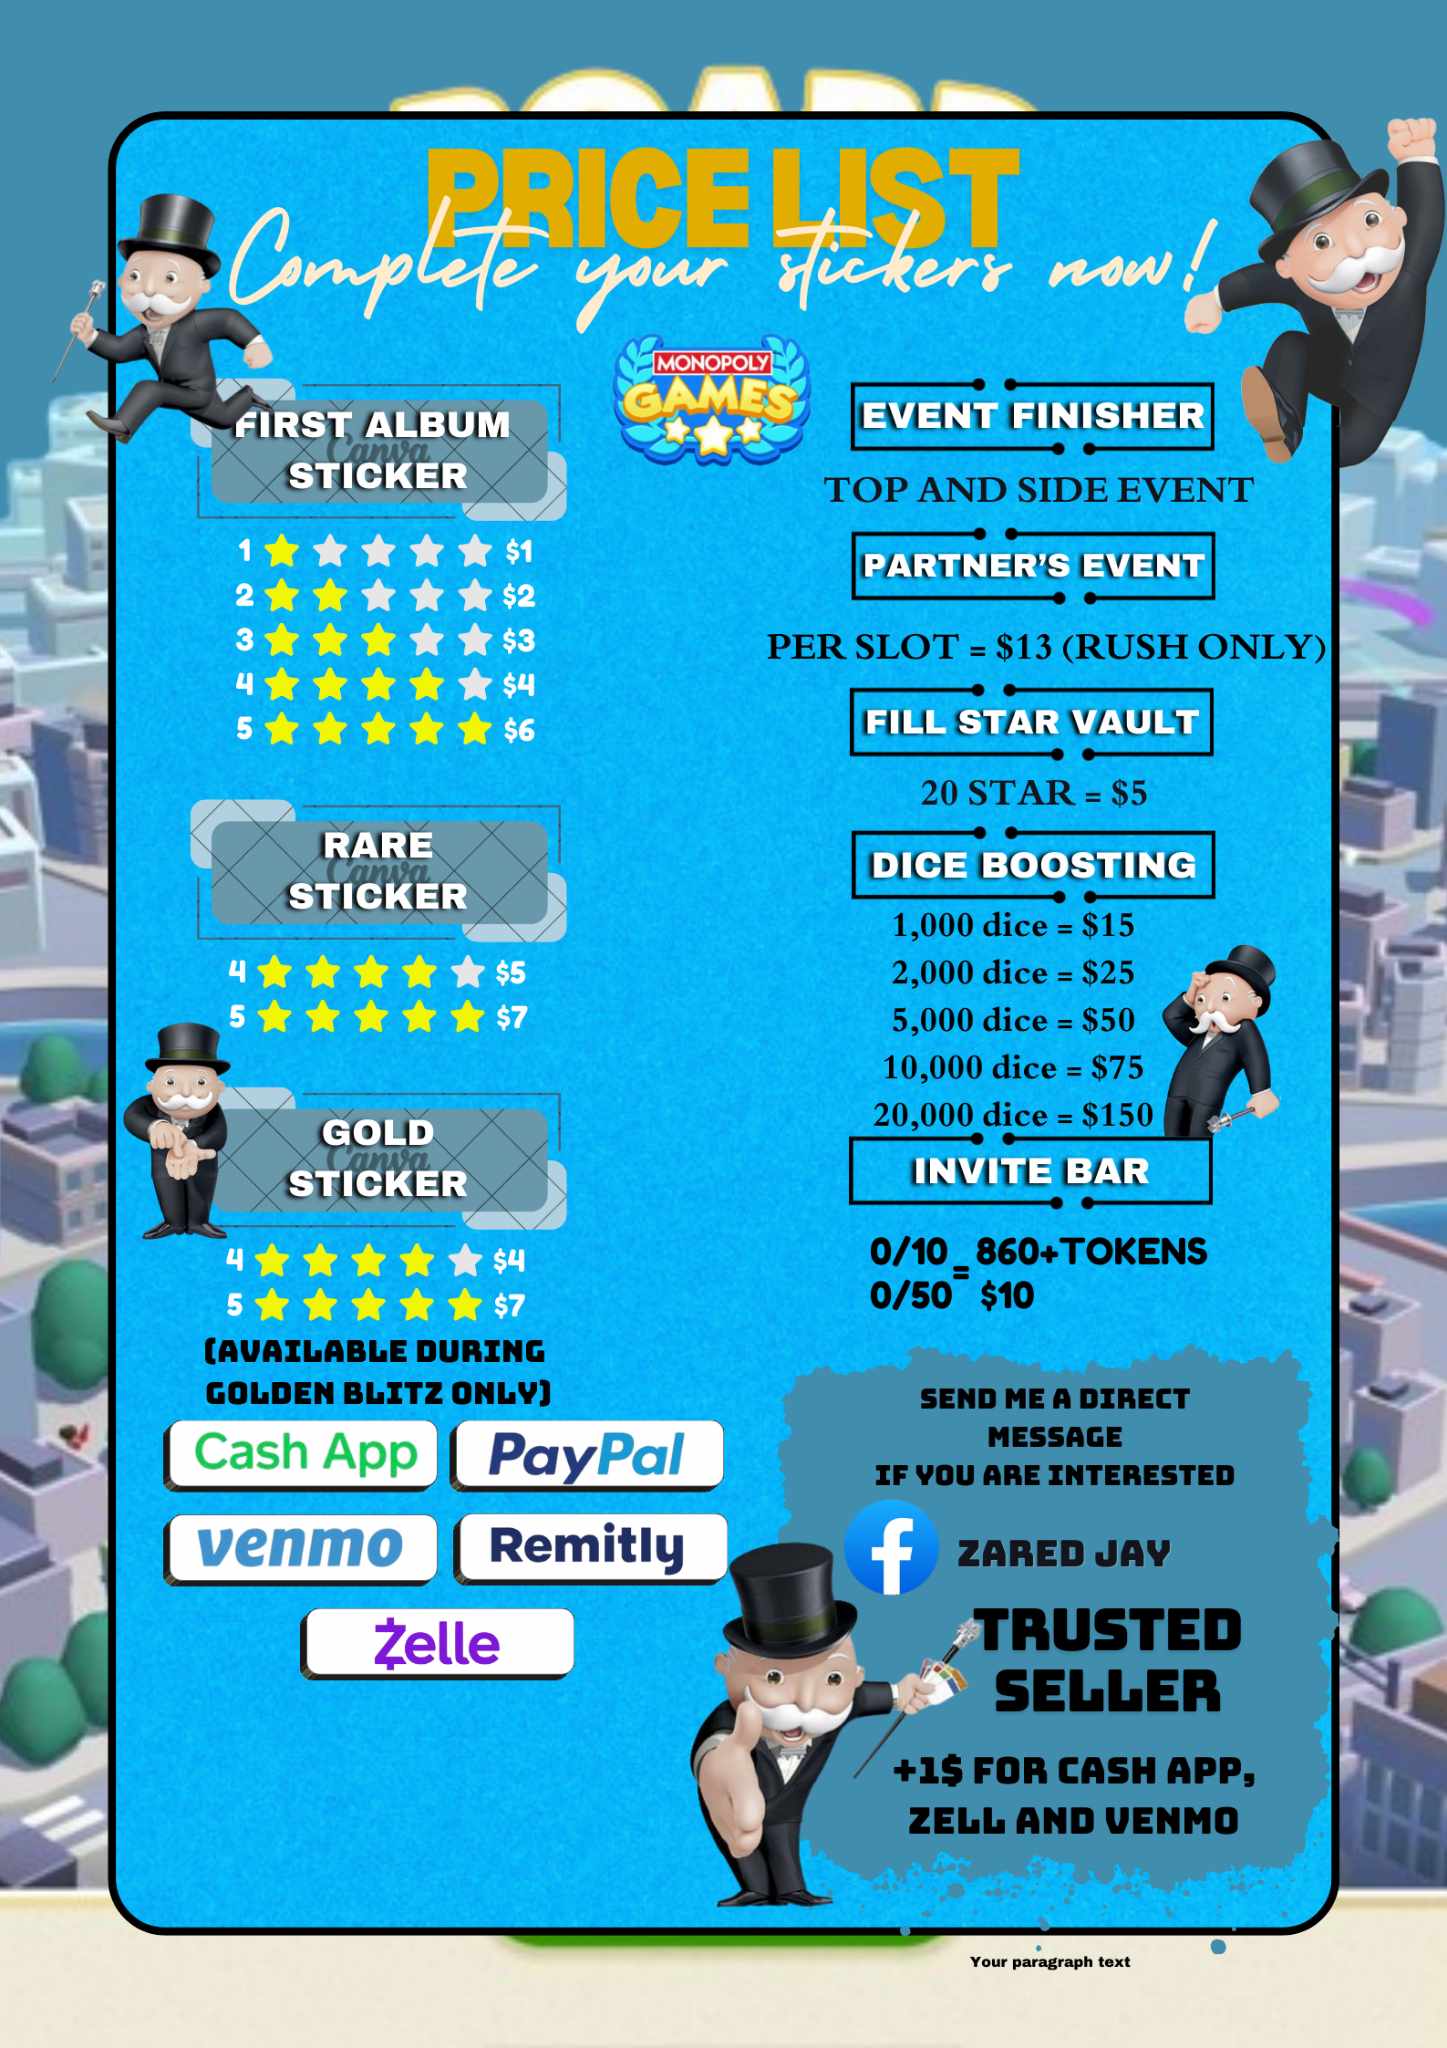 PRICE LIST
Complete your stickers now!
MONOPOLY
GAMES
FIRST ALBUM
STICKER
Canva
1 $1
2 $2
3 $3
4 $4
5 $6
RARE
STICKER
Canva
4 $5
5 $7
GOLD
STICKER
Canva
4 $4
5 $7
(AVAILABLE DURING
GOLDEN BLITZ ONLY)
Cash App
PayPal
venmo
Remitly
Zelle
EVENT FINISHER
TOP AND SIDE EVENT
PARTNER'S EVENT
PER SLOT = $13 (RUSH ONLY)
FILL STAR VAULT
20 STAR = $5
DICE BOOSTING
1,000 dice = $15
2,000 dice = $25
5,000 dice = $50
10,000 dice = $75
20,000 dice = $150
INVITE BAR
0/10 = 860+TOKENS
0/50 $10
SEND ME A DIRECT
MESSAGE
IF YOU ARE INTERESTED
f ZARED JAY
TRUSTED
SELLER
+1$ FOR CASH APP,
ZELL AND VENMO
Your paragraph text